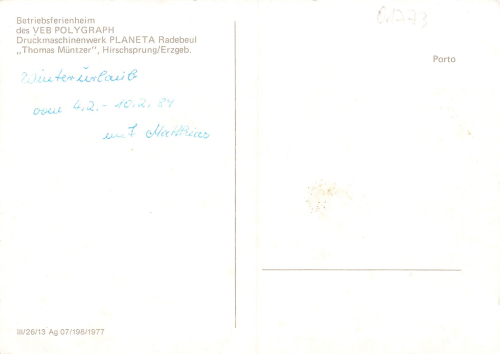 Betriebsferienheim
des VEB POLYGRAPH
Druckmaschinenwerk PLANETA Radebeul
„Thomas Müntzer", Hirschsprung/Erzgeb.
Winterurlaub
vom 4.2. - 10.2. 84
mit Matthias
Porto
III/26/13 Ag 07/198/1977